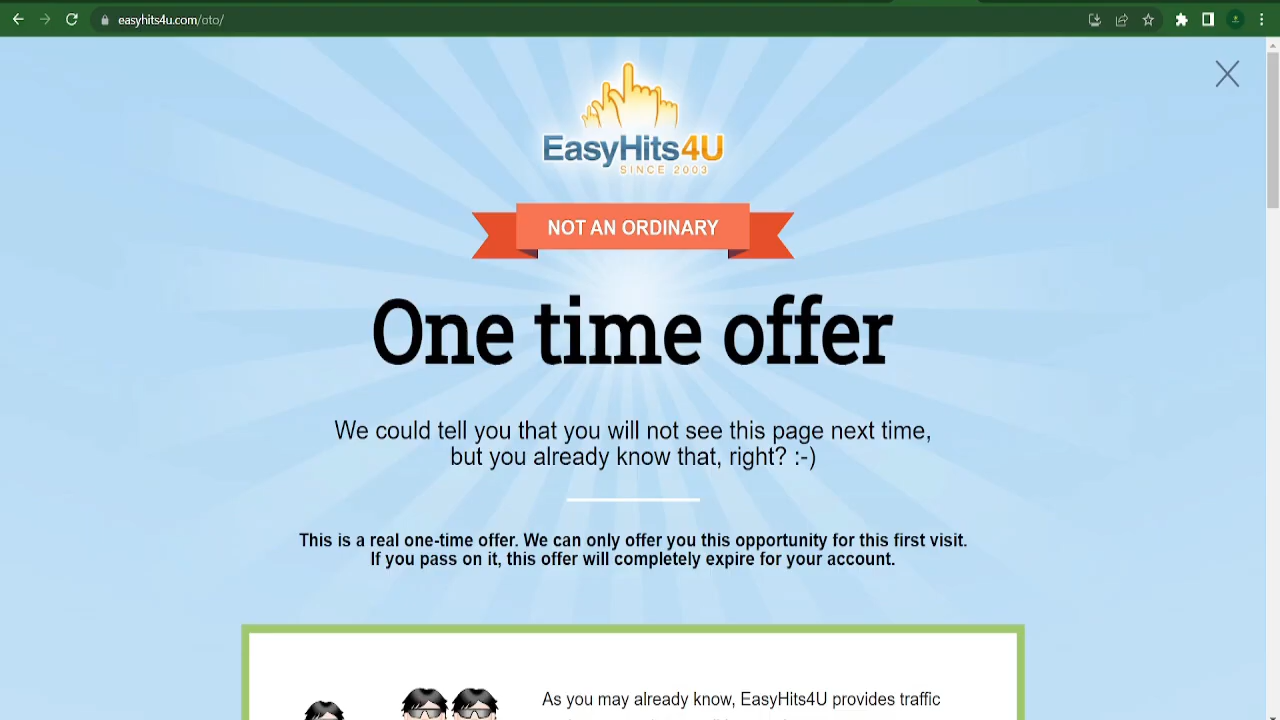 easyhits4u.com/oto/
EasyHits4U
SINCE 2003
NOT AN ORDINARY
One time offer
We could tell you that you will not see this page next time,
but you already know that, right? :-)
This is a real one-time offer. We can only offer you this opportunity for this first visit.
If you pass on it, this offer will completely expire for your account.
As you may already know, EasyHits4U provides traffic